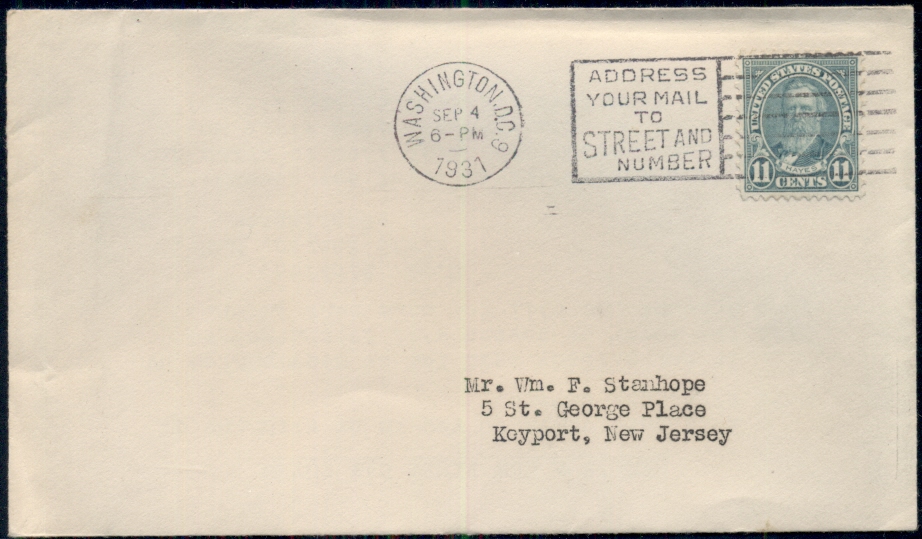 WASHINGTON, D.C. 9
SEP 4
6-PM
1931
ADDRESS
YOUR MAIL
TO
STREET AND
NUMBER
UNITED STATES POSTAGE
HAYES
11 CENTS 11
Mr. Wm. F. Stanhope
5 St. George Place
Keyport, New Jersey